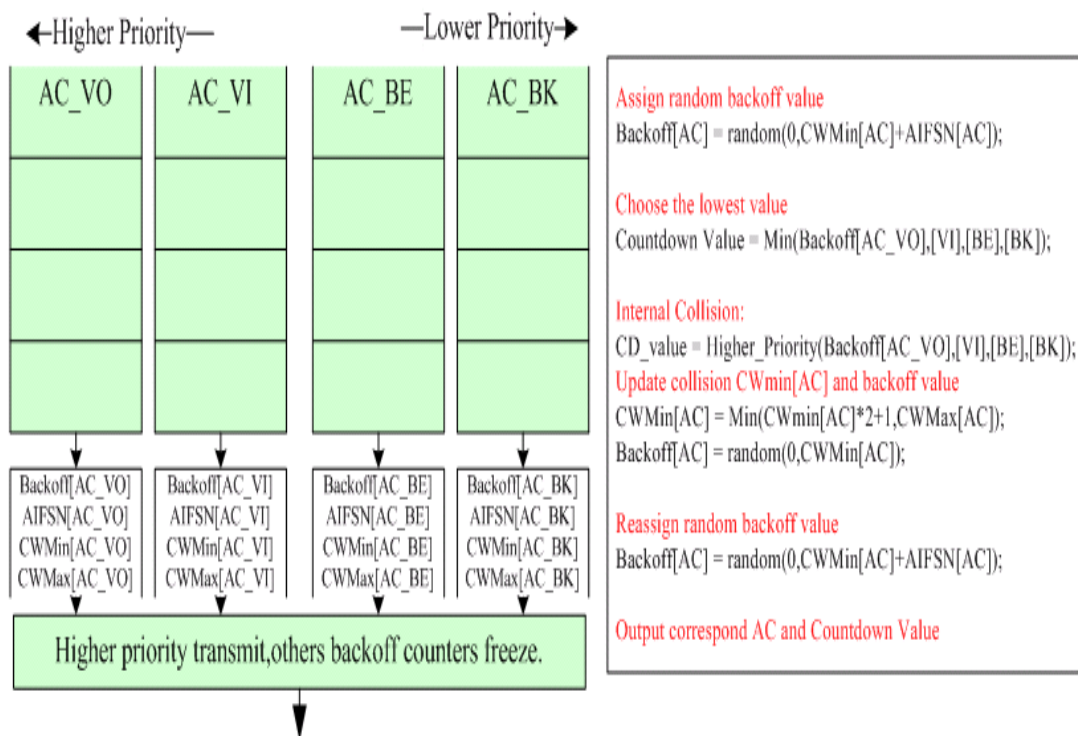 Higher Priority
Lower Priority
AC_VO
AC_VI
AC_BE
AC_BK
Backoff[AC_VO]
AIFSN[AC_VO]
CWMin[AC_VO]
CWMax[AC_VO]
Backoff[AC_VI]
AIFSN[AC_VI]
CWMin[AC_VI]
CWMax[AC_VI]
Backoff[AC_BE]
AIFSN[AC_BE]
CWMin[AC_BE]
CWMax[AC_BE]
Backoff[AC_BK]
AIFSN[AC_BK]
CWMin[AC_BK]
CWMax[AC_BK]
Higher priority transmit,others backoff counters freeze.
Assign random backoff value
Backoff[AC] = random(0,CWMin[AC]+AIFSN[AC]);
Choose the lowest value
Countdown Value = Min(Backoff[AC_VO],[VI],[BE],[BK]);
Internal Collision:
CD_value = Higher_Priority(Backoff[AC_VO],[VI],[BE],[BK]);
Update collision CWmin[AC] and backoff value
CWMin[AC] = Min(CWmin[AC]*2+1,CWMax[AC]);
Backoff[AC] = random(0,CWMin[AC]);
Reassign random backoff value
Backoff[AC] = random(0,CWMin[AC]+AIFSN[AC]);
Output correspond AC and Countdown Value